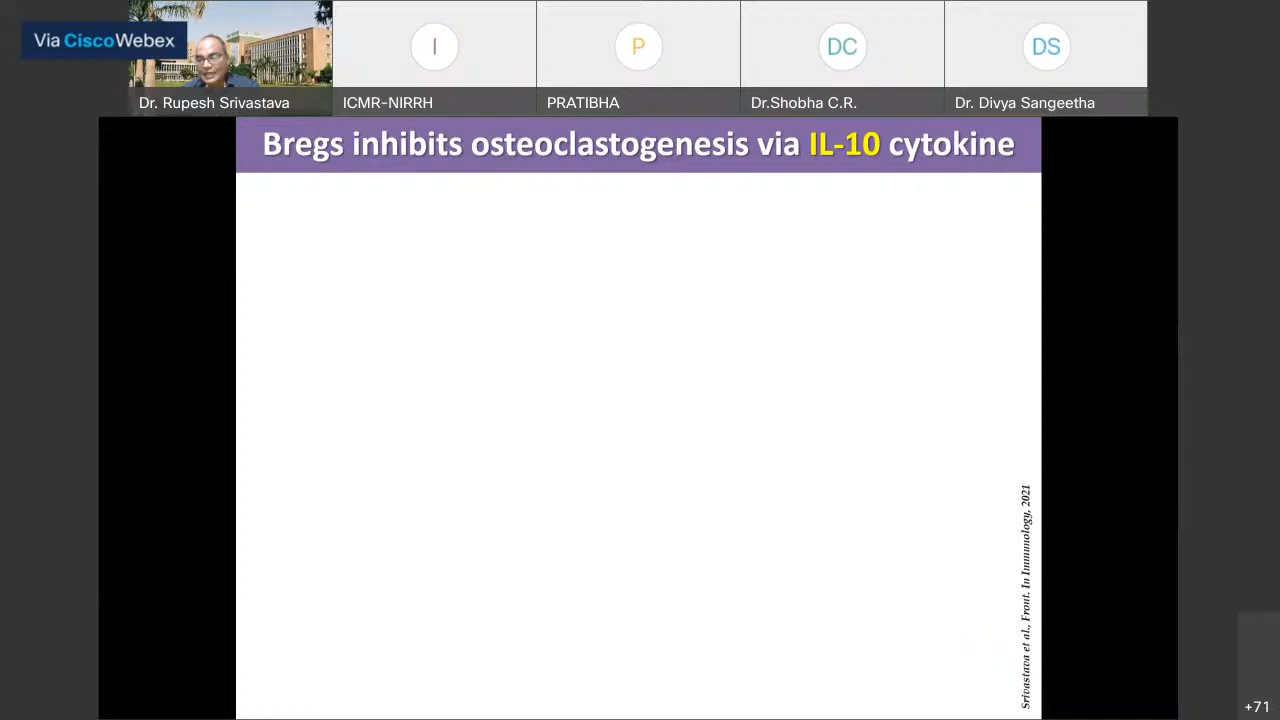 Via CiscoWebex
Dr. Rupesh Srivastava
I
ICMR-NIRRH
P
PRATIBHA
DC
Dr.Shobha C.R.
DS
Dr. Divya Sangeetha
Bregs inhibits osteoclastogenesis via IL-10 cytokine
Srivastava et al., Front. In Immunology, 2021
+71